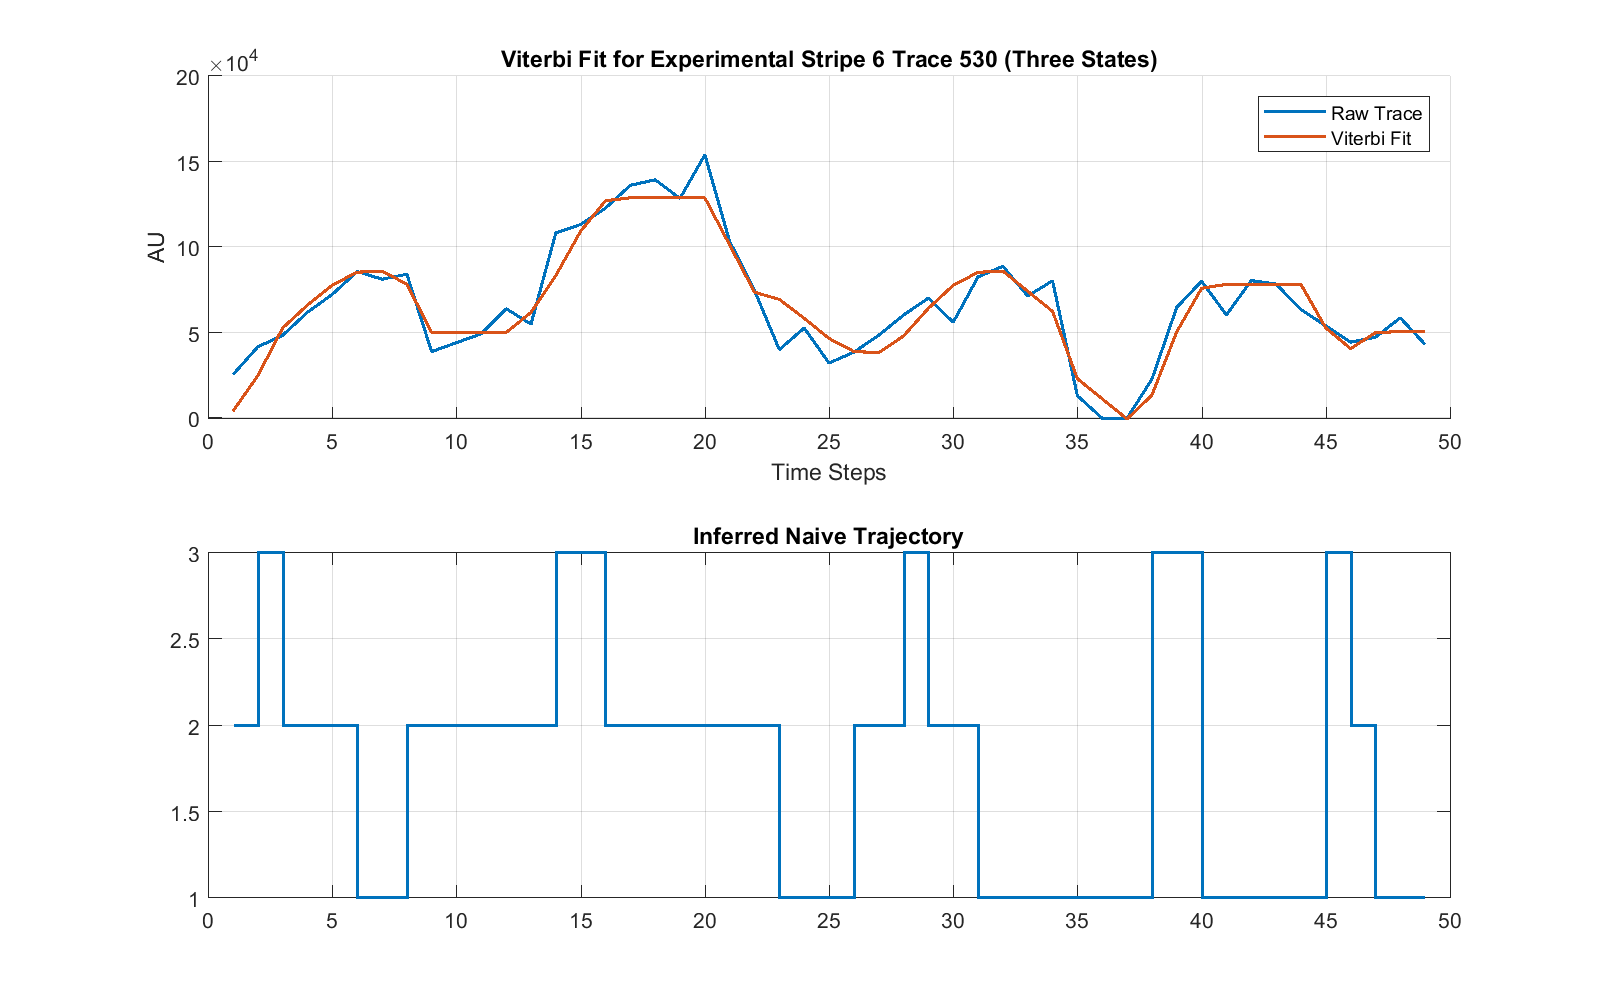 Viterbi Fit for Experimental Stripe 6 Trace 530 (Three States)
×10⁴
20
15
10
5
0
AU
Raw Trace
Viterbi Fit
0 5 10 15 20 25 30 35 40 45 50
Time Steps
Inferred Naive Trajectory
3
2.5
2
1.5
1
0 5 10 15 20 25 30 35 40 45 50